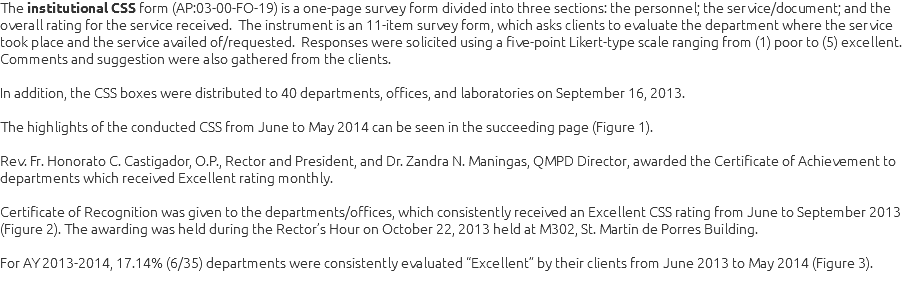 The institutional CSS form (AP:03-00-FO-19) is a one-page survey form divided into three sections: the personnel; the service/document; and the
overall rating for the service received. The instrument is an 11-item survey form, which asks clients to evaluate the department where the service
took place and the service availed of/requested. Responses were solicited using a five-point Likert-type scale ranging from (1) poor to (5) excellent.
Comments and suggestion were also gathered from the clients.
In addition, the CSS boxes were distributed to 40 departments, offices, and laboratories on September 16, 2013.
The highlights of the conducted CSS from June to May 2014 can be seen in the succeeding page (Figure 1).
Rev. Fr. Honorato C. Castigador, O.P., Rector and President, and Dr. Zandra N. Maningas, QMPD Director, awarded the Certificate of Achievement to
departments which received Excellent rating monthly.
Certificate of Recognition was given to the departments/offices, which consistently received an Excellent CSS rating from June to September 2013
(Figure 2). The awarding was held during the Rector's Hour on October 22, 2013 held at M302, St. Martin de Porres Building.
For AY 2013-2014, 17.14% (6/35) departments were consistently evaluated “Excellent” by their clients from June 2013 to May 2014 (Figure 3).